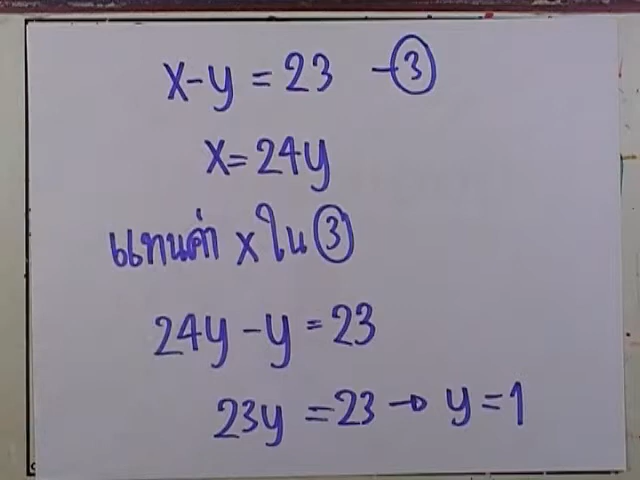 x-y = 23 -③
x = 24y
แทนค่า x ใน ③
24y - y = 23
23y = 23 → y = 1